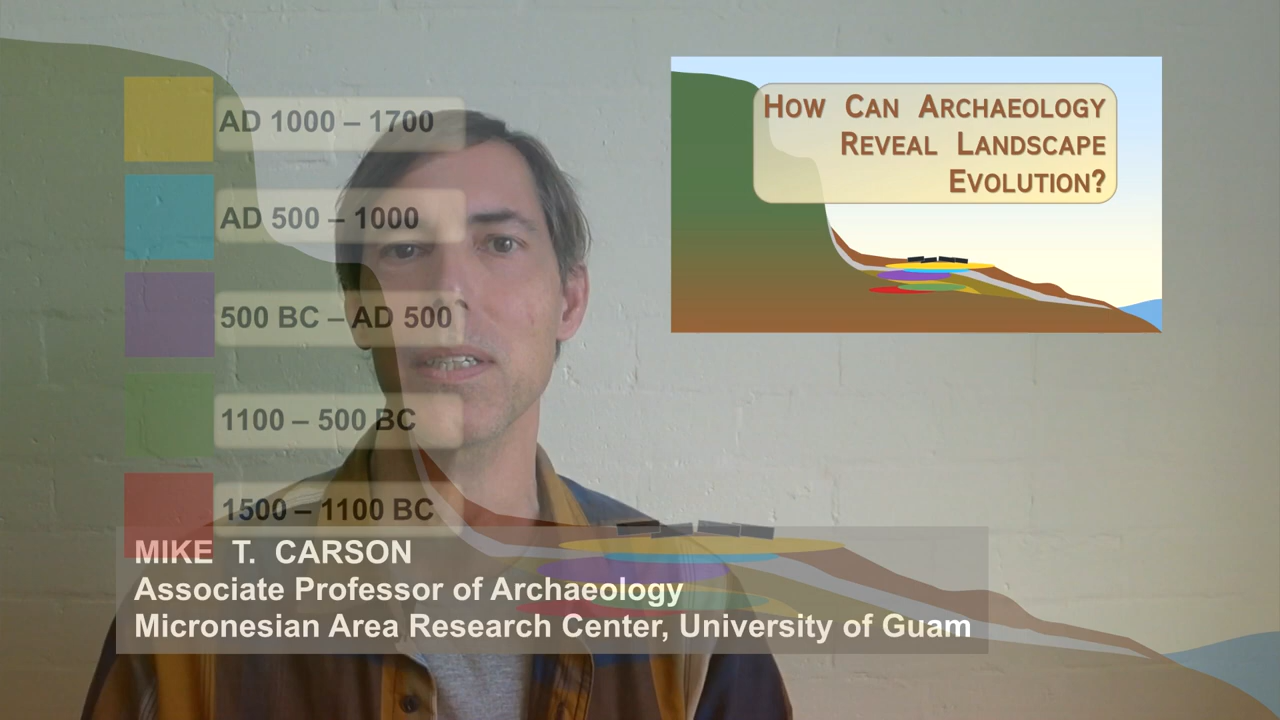 AD 1000 – 1700
AD 500 – 1000
500 BC – AD 500
1100 – 500 BC
1500 – 1100 BC
HOW CAN ARCHAEOLOGY
REVEAL LANDSCAPE
EVOLUTION?
MIKE T. CARSON
Associate Professor of Archaeology
Micronesian Area Research Center, University of Guam